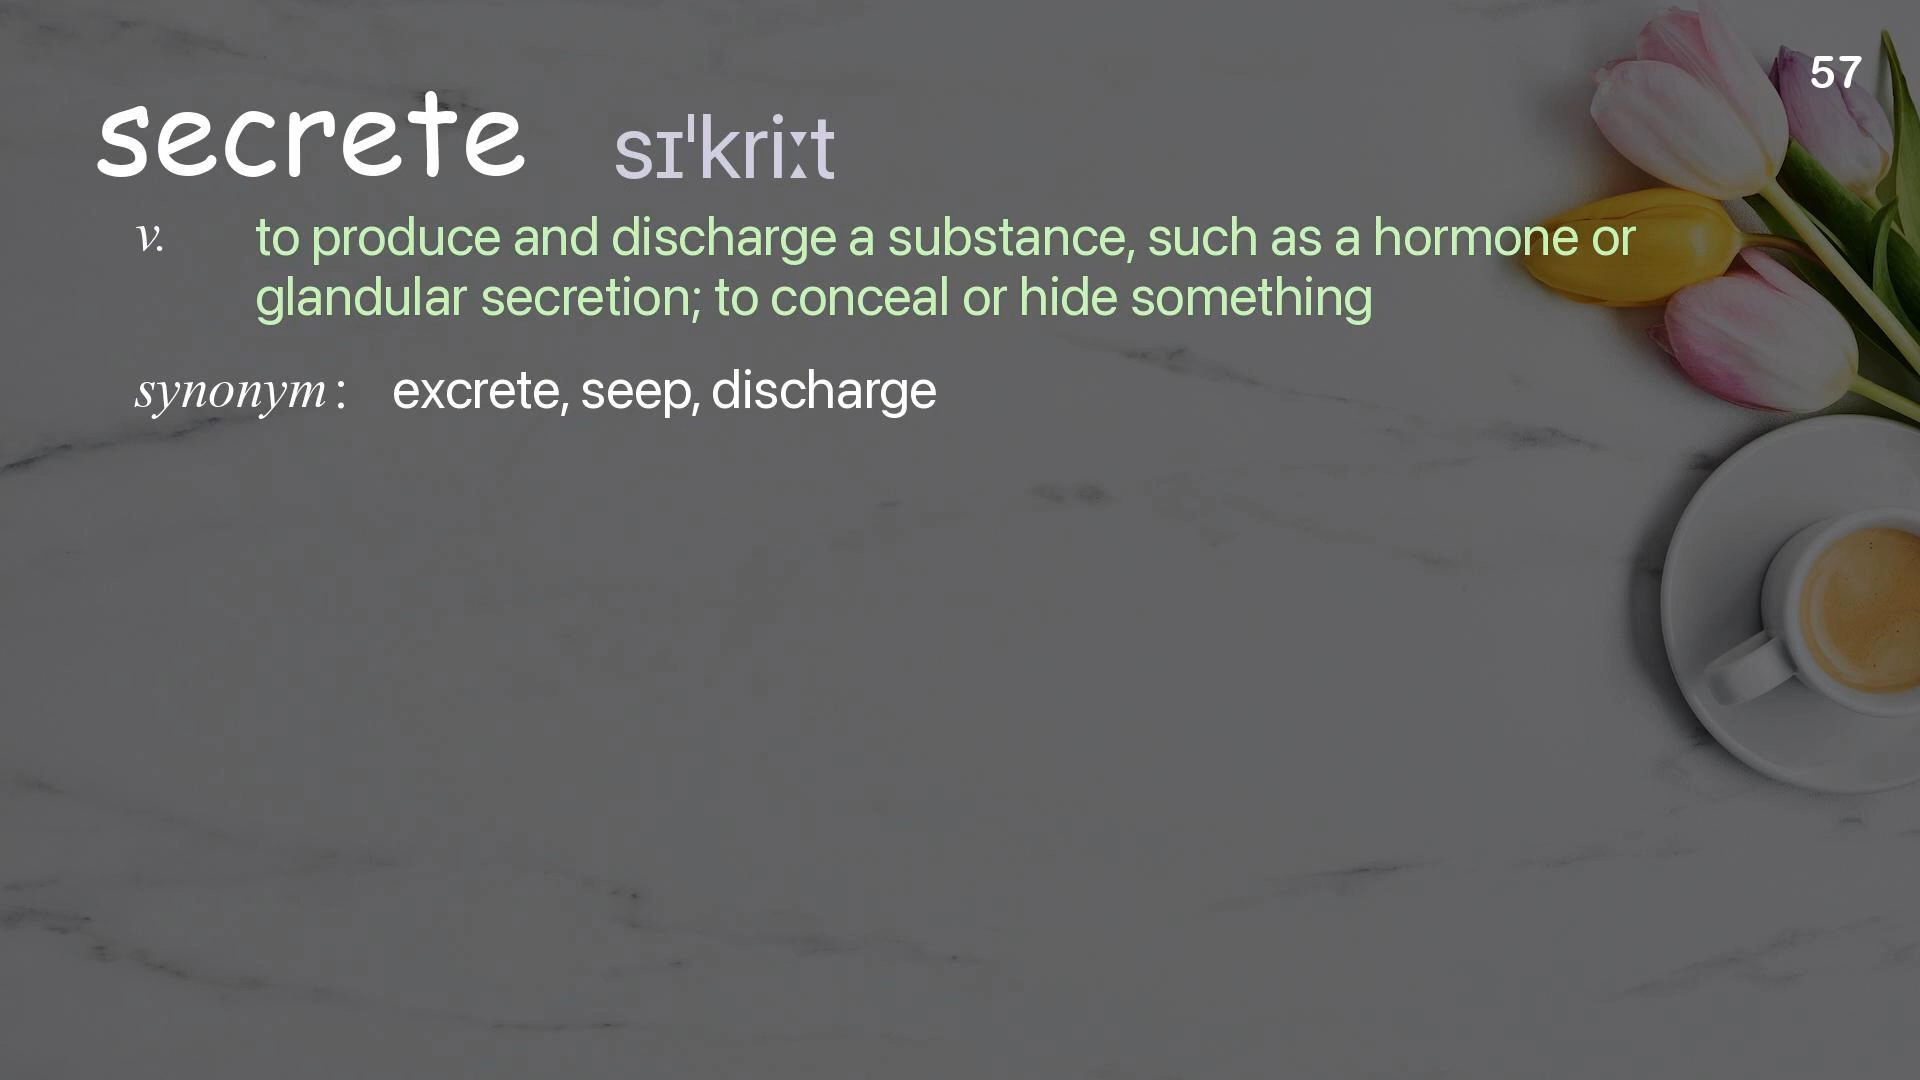 57
secrete sɪˈkriːt
v. to produce and discharge a substance, such as a hormone or
glandular secretion; to conceal or hide something
synonym: excrete, seep, discharge